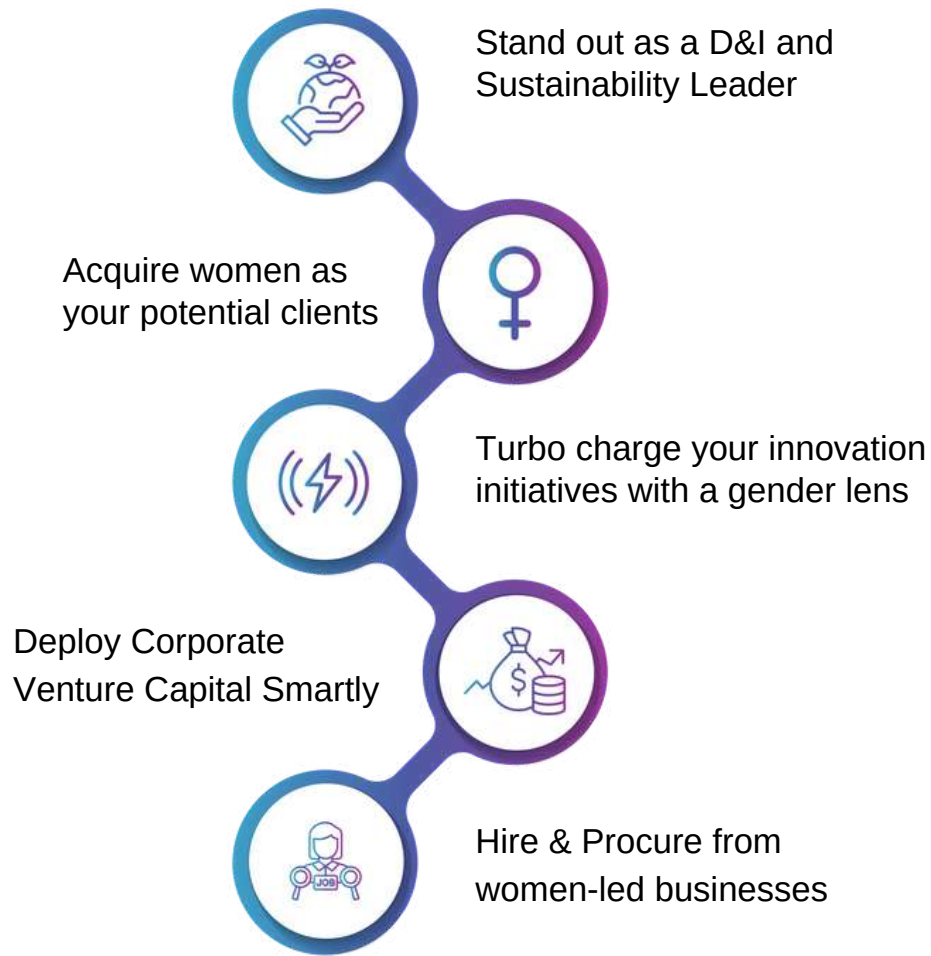 Stand out as a D&I and
Sustainability Leader
Acquire women as
your potential clients
Turbo charge your innovation
initiatives with a gender lens
Deploy Corporate
Venture Capital Smartly
$
JOB
Hire & Procure from
women-led businesses